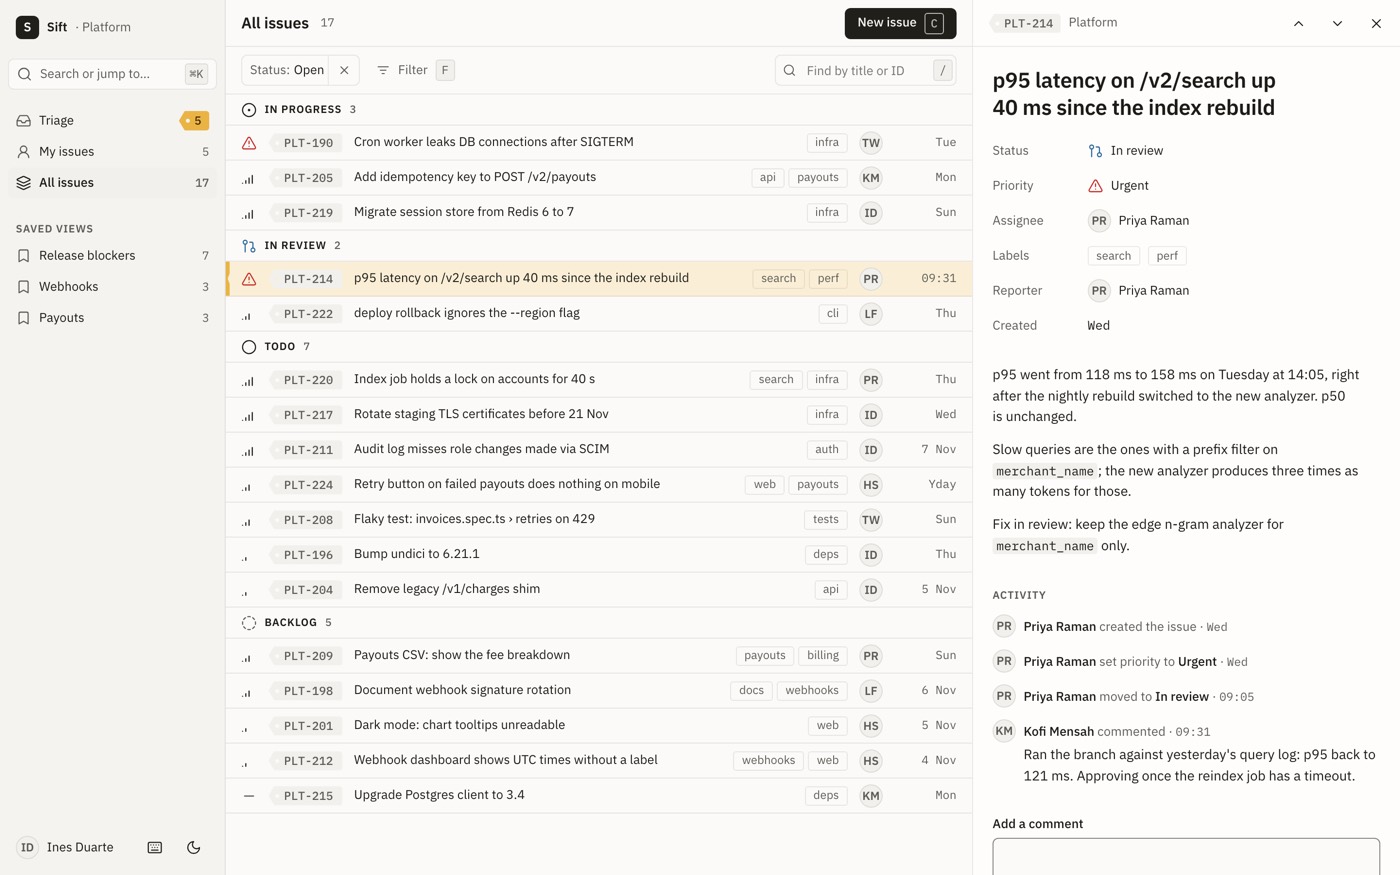 S Sift · Platform
Search or jump to... ⌘K
Triage 5
My issues 5
All issues 17
SAVED VIEWS
Release blockers 7
Webhooks 3
Payouts 3
ID Ines Duarte
All issues 17
New issue C
Status: Open
Filter F
Find by title or ID /
IN PROGRESS 3
PLT-190 Cron worker leaks DB connections after SIGTERM infra TW Tue
PLT-205 Add idempotency key to POST /v2/payouts api payouts KM Mon
PLT-219 Migrate session store from Redis 6 to 7 infra ID Sun
IN REVIEW 2
PLT-214 p95 latency on /v2/search up 40 ms since the index rebuild search perf PR 09:31
PLT-222 deploy rollback ignores the --region flag cli LF Thu
TODO 7
PLT-220 Index job holds a lock on accounts for 40 s search infra PR Thu
PLT-217 Rotate staging TLS certificates before 21 Nov infra ID Wed
PLT-211 Audit log misses role changes made via SCIM auth ID 7 Nov
PLT-224 Retry button on failed payouts does nothing on mobile web payouts HS Yday
PLT-208 Flaky test: invoices.spec.ts › retries on 429 tests TW Sun
PLT-196 Bump undici to 6.21.1 deps ID Thu
PLT-204 Remove legacy /v1/charges shim api ID 5 Nov
BACKLOG 5
PLT-209 Payouts CSV: show the fee breakdown payouts billing PR Sun
PLT-198 Document webhook signature rotation docs webhooks LF 6 Nov
PLT-201 Dark mode: chart tooltips unreadable web HS 5 Nov
PLT-212 Webhook dashboard shows UTC times without a label webhooks web HS 4 Nov
PLT-215 Upgrade Postgres client to 3.4 deps KM Mon
PLT-214 Platform
p95 latency on /v2/search up
40 ms since the index rebuild
Status In review
Priority Urgent
Assignee PR Priya Raman
Labels search perf
Reporter PR Priya Raman
Created Wed
p95 went from 118 ms to 158 ms on Tuesday at 14:05, right
after the nightly rebuild switched to the new analyzer. p50
is unchanged.
Slow queries are the ones with a prefix filter on
merchant_name; the new analyzer produces three times as
many tokens for those.
Fix in review: keep the edge n-gram analyzer for
merchant_name only.
ACTIVITY
PR Priya Raman created the issue · Wed
PR Priya Raman set priority to Urgent · Wed
PR Priya Raman moved to In review · 09:05
KM Kofi Mensah commented · 09:31
Ran the branch against yesterday's query log: p95 back to
121 ms. Approving once the reindex job has a timeout.
Add a comment